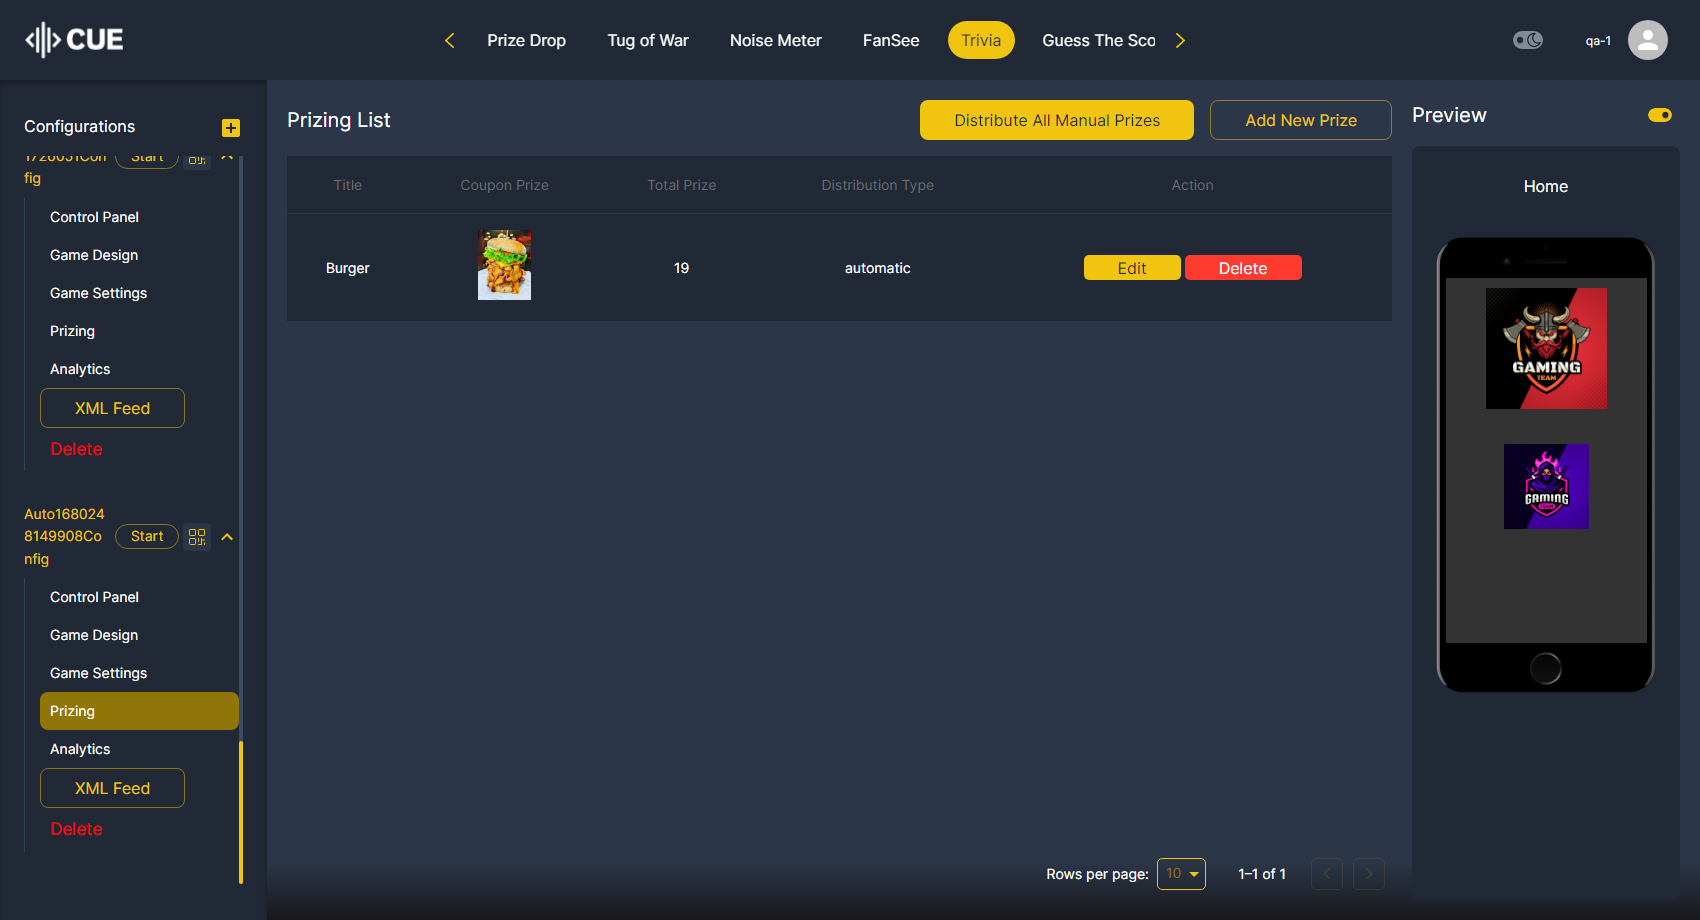 CUE
Prize Drop
Tug of War
Noise Meter
FanSee
Trivia
Guess The Sco
qa-1
Configurations
fig
Start
Control Panel
Game Design
Game Settings
Prizing
Analytics
XML Feed
Delete
Auto168024
8149908Co
nfig
Start
Control Panel
Game Design
Game Settings
Prizing
Analytics
XML Feed
Delete
Prizing List
Distribute All Manual Prizes
Add New Prize
Title
Coupon Prize
Total Prize
Distribution Type
Action
Burger
19
automatic
Edit
Delete
Rows per page:
10
1–1 of 1
Preview
Home
GAMING
TEAM
GAMING
TEAM